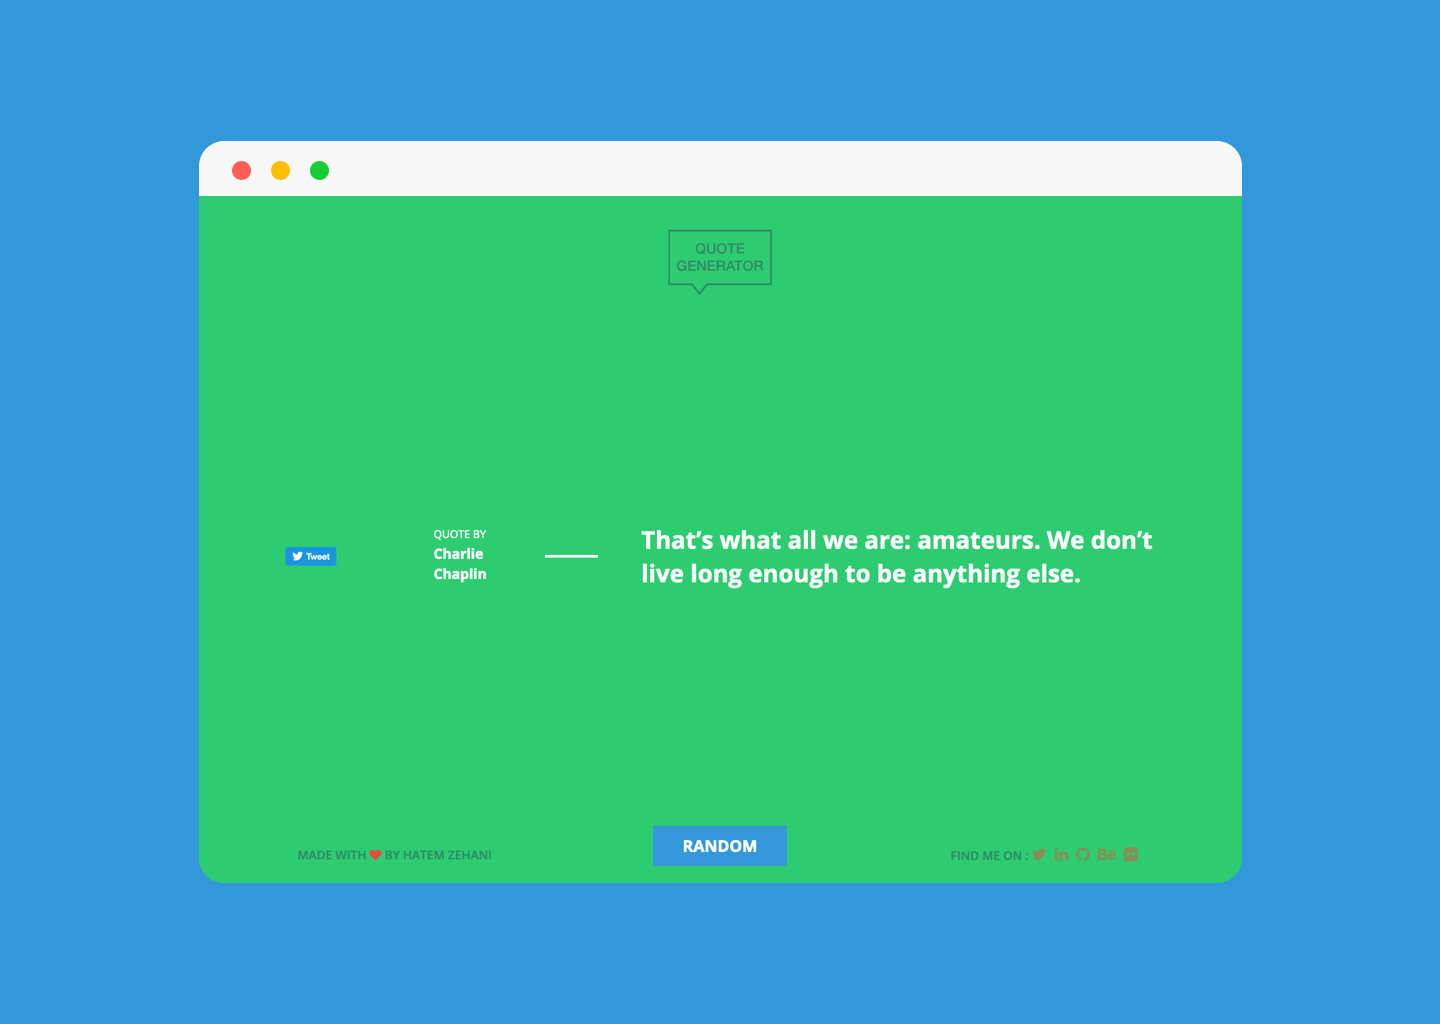 QUOTE
GENERATOR
Tweet
QUOTE BY
Charlie
Chaplin
That’s what all we are: amateurs. We don’t
live long enough to be anything else.
RANDOM
MADE WITH ❤ BY HATEM ZEHANI
FIND ME ON :
in
Bē